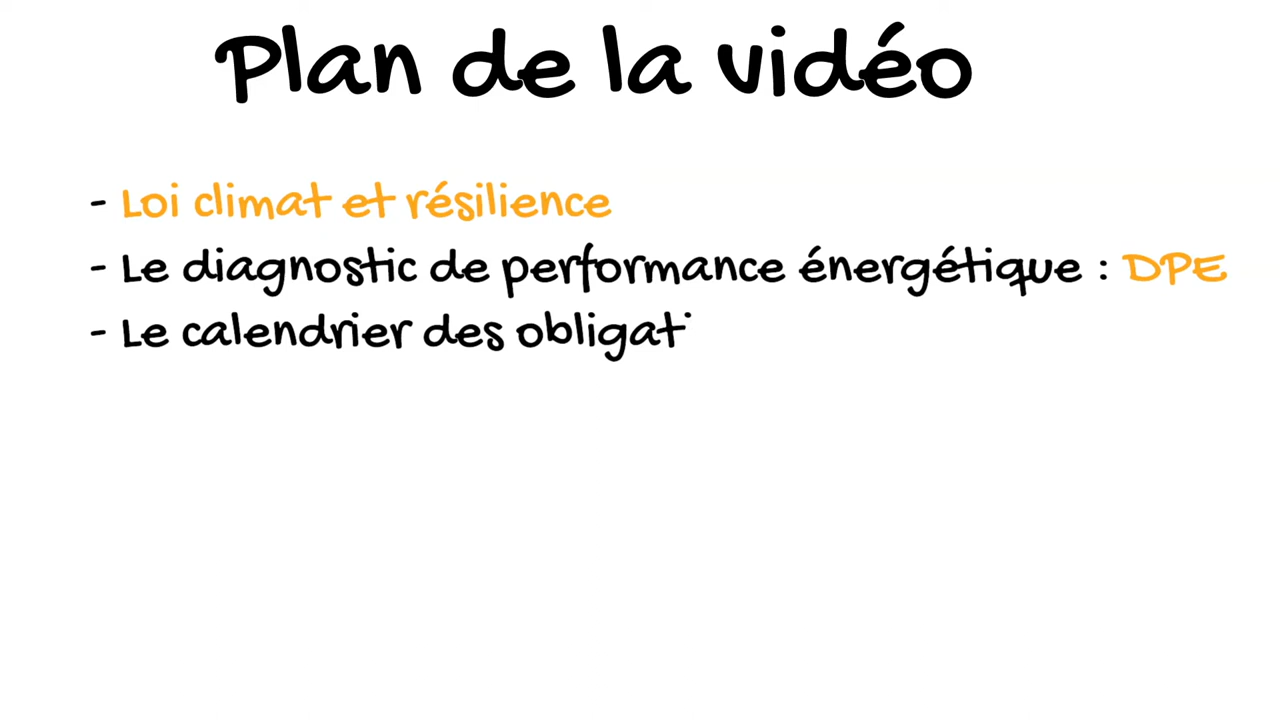 Plan de la vidéo
- Loi climat et résilience
- Le diagnostic de performance énergétique : DPE
- Le calendrier des obligat